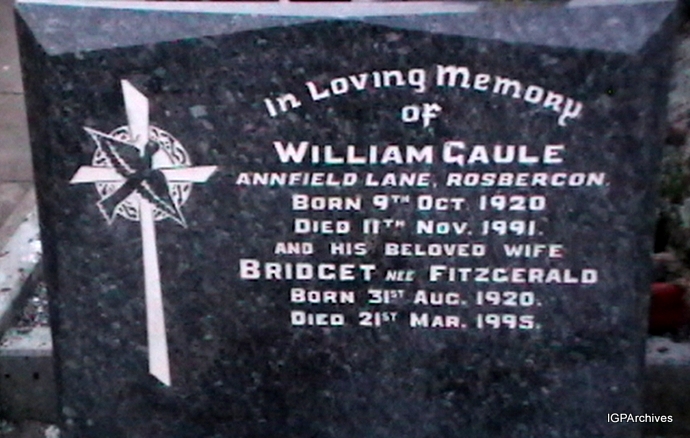 In Loving Memory
of
WILLIAM GAULE
ANNFIELD LANE, ROSBERCON.
BORN 9TH OCT. 1920
DIED 11TH NOV. 1991.
AND HIS BELOVED WIFE
BRIDGET NEE FITZGERALD
BORN 31ST AUG. 1920.
DIED 21ST MAR. 1995.
IGPArchives